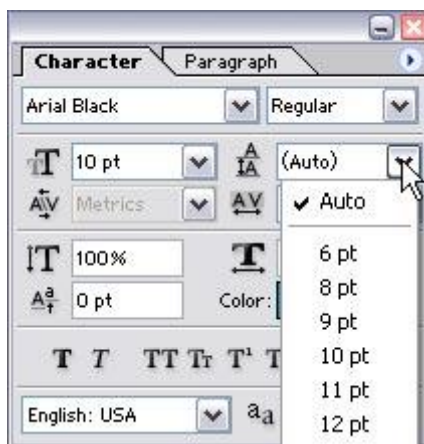 Character Paragraph
Arial Black Regular
10 pt (Auto)
Metrics
Auto
100%
6 pt
8 pt
0 pt Color:
9 pt
10 pt
11 pt
English: USA aa
12 pt